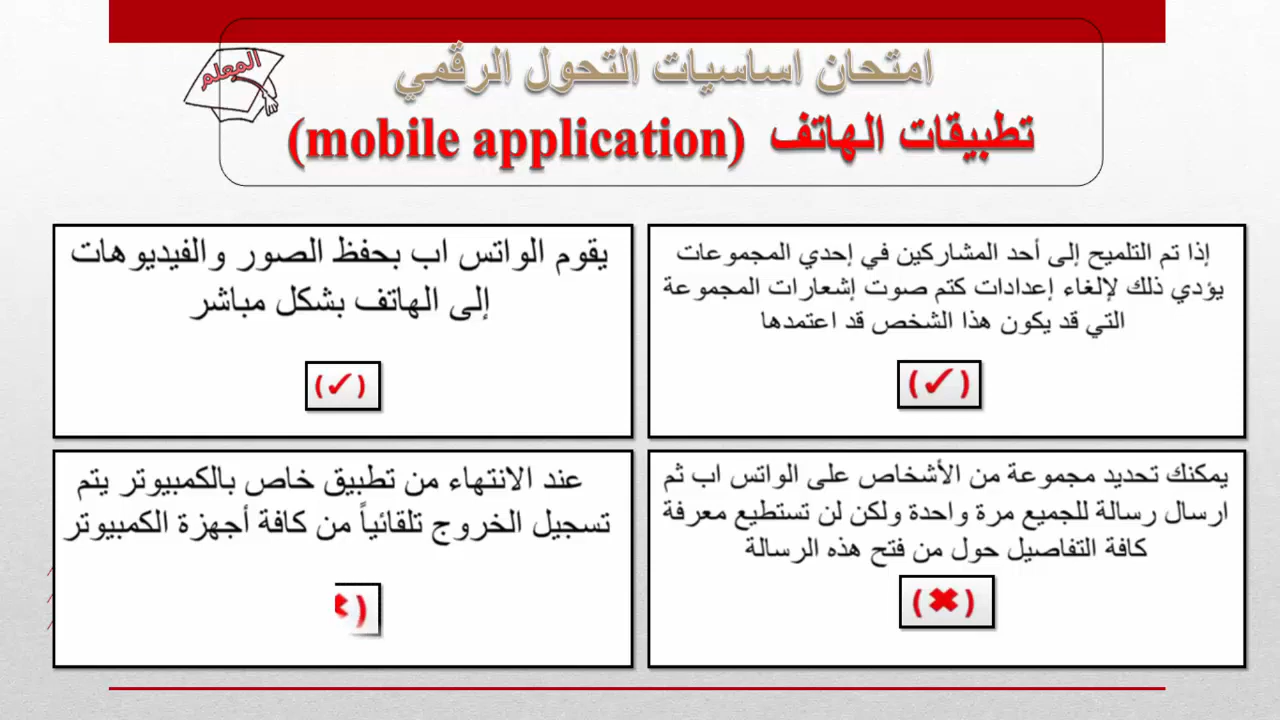 المعلم
امتحان اساسيات التحول الرقمي
تطبيقات الهاتف (mobile application)
إذا تم التلميح إلى أحد المشاركين في إحدي المجموعات
يؤدي ذلك لإلغاء إعدادات كتم صوت إشعارات المجموعة
التي قد يكون هذا الشخص قد اعتمدها
(✓)
يقوم الواتس اب بحفظ الصور والفيديوهات
إلى الهاتف بشكل مباشر
(✓)
يمكنك تحديد مجموعة من الأشخاص على الواتس اب ثم
ارسال رسالة للجميع مرة واحدة ولكن لن تستطيع معرفة
كافة التفاصيل حول من فتح هذه الرسالة
(✖)
عند الانتهاء من تطبيق خاص بالكمبيوتر يتم
تسجيل الخروج تلقائياً من كافة أجهزة الكمبيوتر